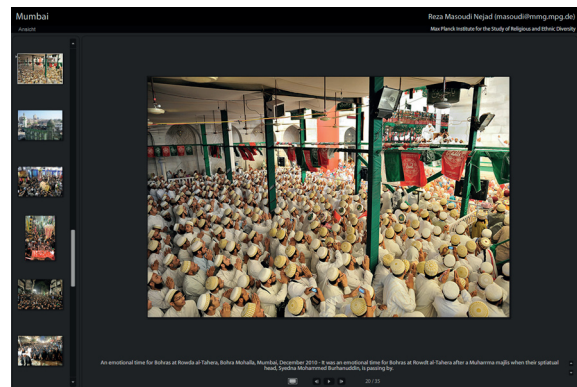 Mumbai
Reza Masoudi Nejad (masoudi@mmg.mpg.de)
Ansicht
Max Planck Institute for the Study of Religious and Ethnic Diversity
An emotional time for Bohras at Rowda al-Tahera, Bohra Mohalla, Mumbai, December 2010 - It was an emotional time for Bohras at Rowdt al-Tahera after a Muharrma majlis when their sptiatual
head, Syedna Mohammed Burhanuddin, is passing by.
20 / 35